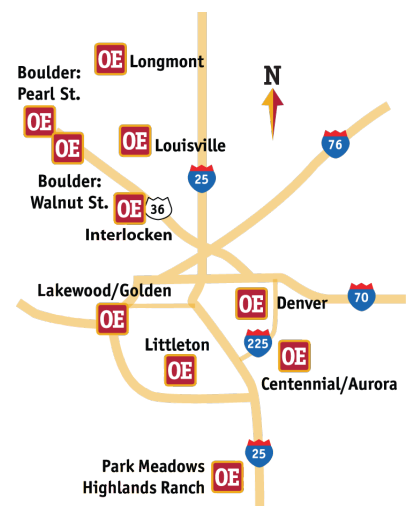 OE Longmont
N
Boulder:
Pearl St.
OE
OE
OE Louisville
76
25
Boulder:
Walnut St.
OE 36
Interlocken
Lakewood/Golden
OE
OE Denver
70
225
Littleton
OE
OE
Centennial/Aurora
25
Park Meadows
Highlands Ranch
OE